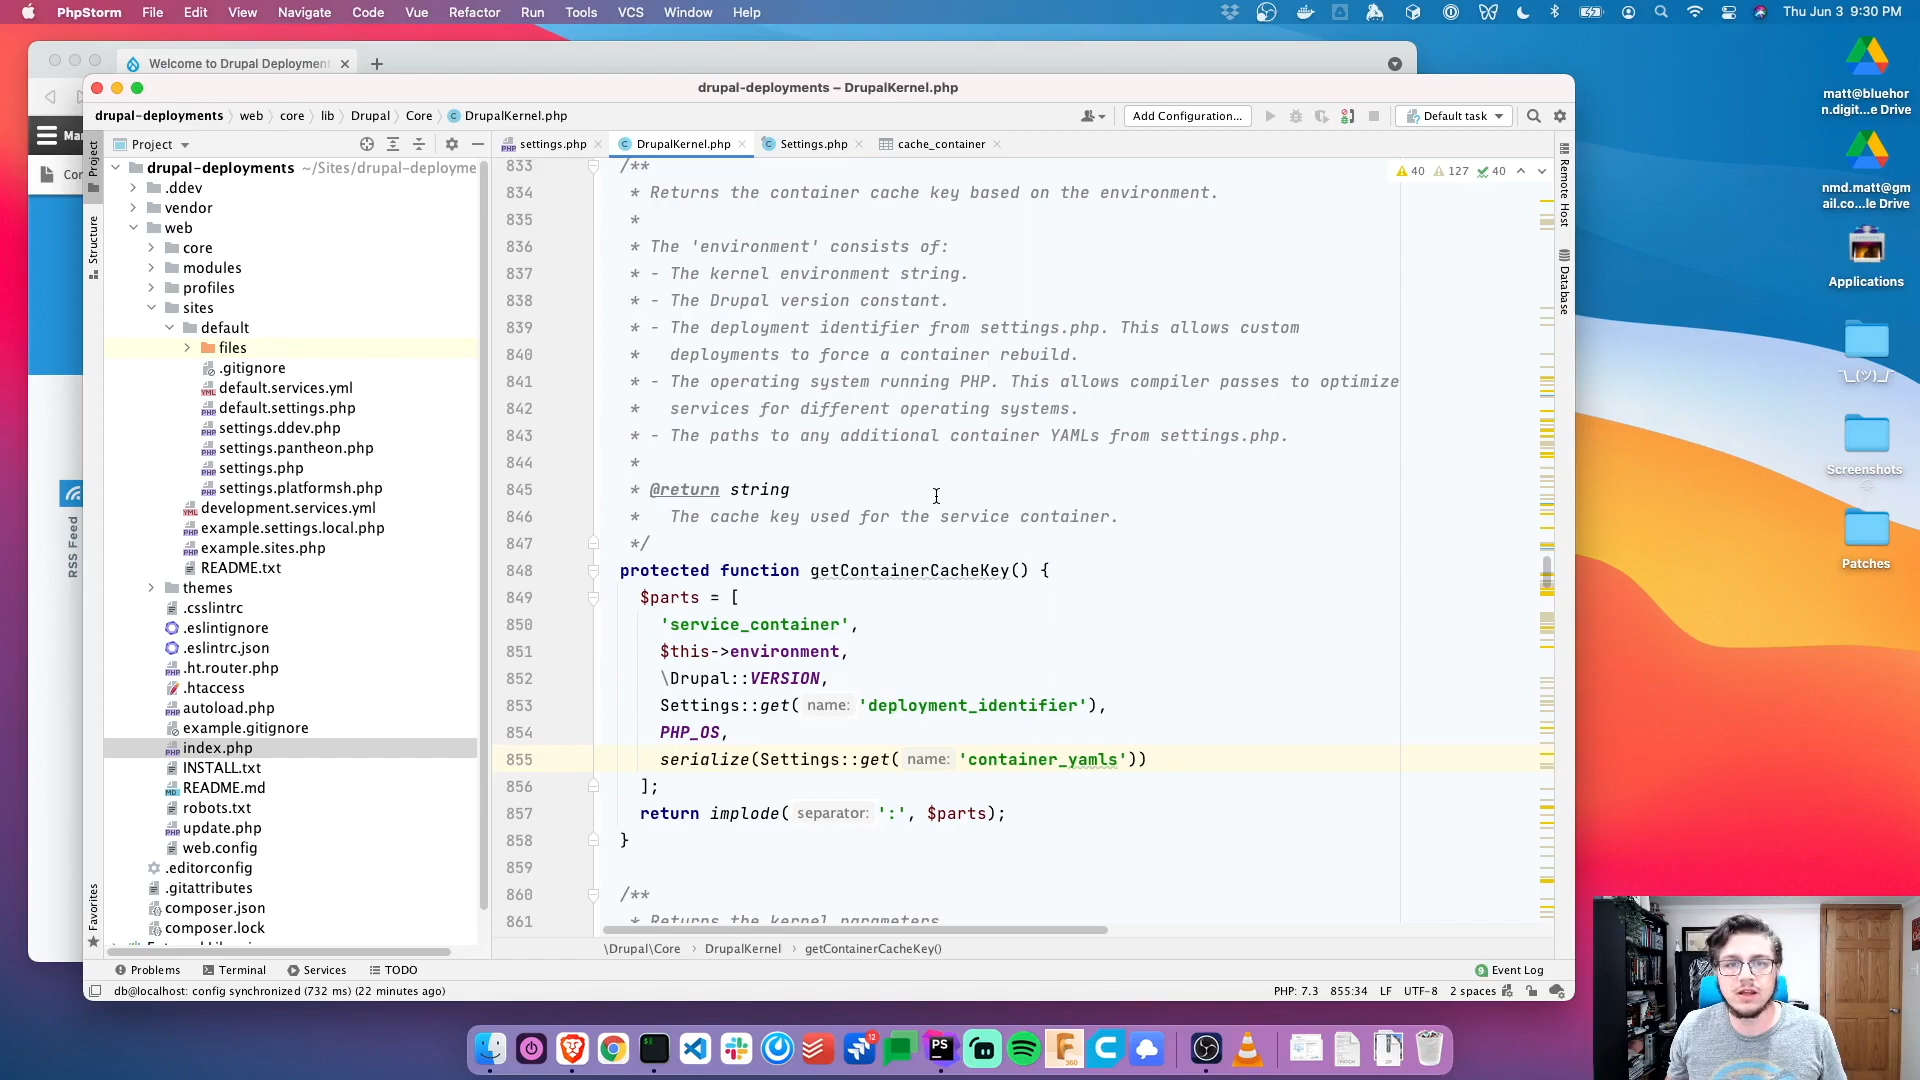 PhpStorm File Edit View Navigate Code Vue Refactor Run Tools VCS Window Help
Thu Jun 3 9:30 PM
Welcome to Drupal Deployment
drupal-deployments – DrupalKernel.php
drupal-deployments web core lib Drupal Core DrupalKernel.php
Add Configuration...
Default task
Project
settings.php
DrupalKernel.php
Settings.php
cache_container
drupal-deployments ~/Sites/drupal-deployme
.ddev
vendor
web
core
modules
profiles
sites
default
files
.gitignore
default.services.yml
default.settings.php
settings.ddev.php
settings.pantheon.php
settings.php
settings.platformsh.php
development.services.yml
example.settings.local.php
example.sites.php
README.txt
themes
.csslintrc
.eslintignore
.eslintrc.json
.ht.router.php
.htaccess
autoload.php
example.gitignore
index.php
INSTALL.txt
README.md
robots.txt
update.php
web.config
.editorconfig
.gitattributes
composer.json
composer.lock
Project
Structure
Favorites
RSS Feed
40 127 40
833 /**
834 * Returns the container cache key based on the environment.
835 *
836 * The 'environment' consists of:
837 * - The kernel environment string.
838 * - The Drupal version constant.
839 * - The deployment identifier from settings.php. This allows custom
840 *   deployments to force a container rebuild.
841 * - The operating system running PHP. This allows compiler passes to optimize
842 *   services for different operating systems.
843 * - The paths to any additional container YAMLs from settings.php.
844 *
845 * @return string
846 *   The cache key used for the service container.
847 */
848 protected function getContainerCacheKey() {
849 $parts = [
850 'service_container',
851 $this->environment,
852 \Drupal::VERSION,
853 Settings::get( name: 'deployment_identifier'),
854 PHP_OS,
855 serialize(Settings::get( name: 'container_yamls'))
856 ];
857 return implode( separator: ':', $parts);
858 }
859
860 /**
861 * Returns the kernel parameters
\Drupal\Core DrupalKernel getContainerCacheKey()
Remote Host
Database
Problems Terminal Services TODO
9 Event Log
db@localhost: config synchronized (732 ms) (22 minutes ago)
PHP: 7.3 855:34 LF UTF-8 2 spaces
matt@bluehor
n.digit...e Drive
nmd.matt@gm
ail.co...le Drive
Applications
¯\_(ツ)_/¯
Screenshots
Patches
12
PS
360